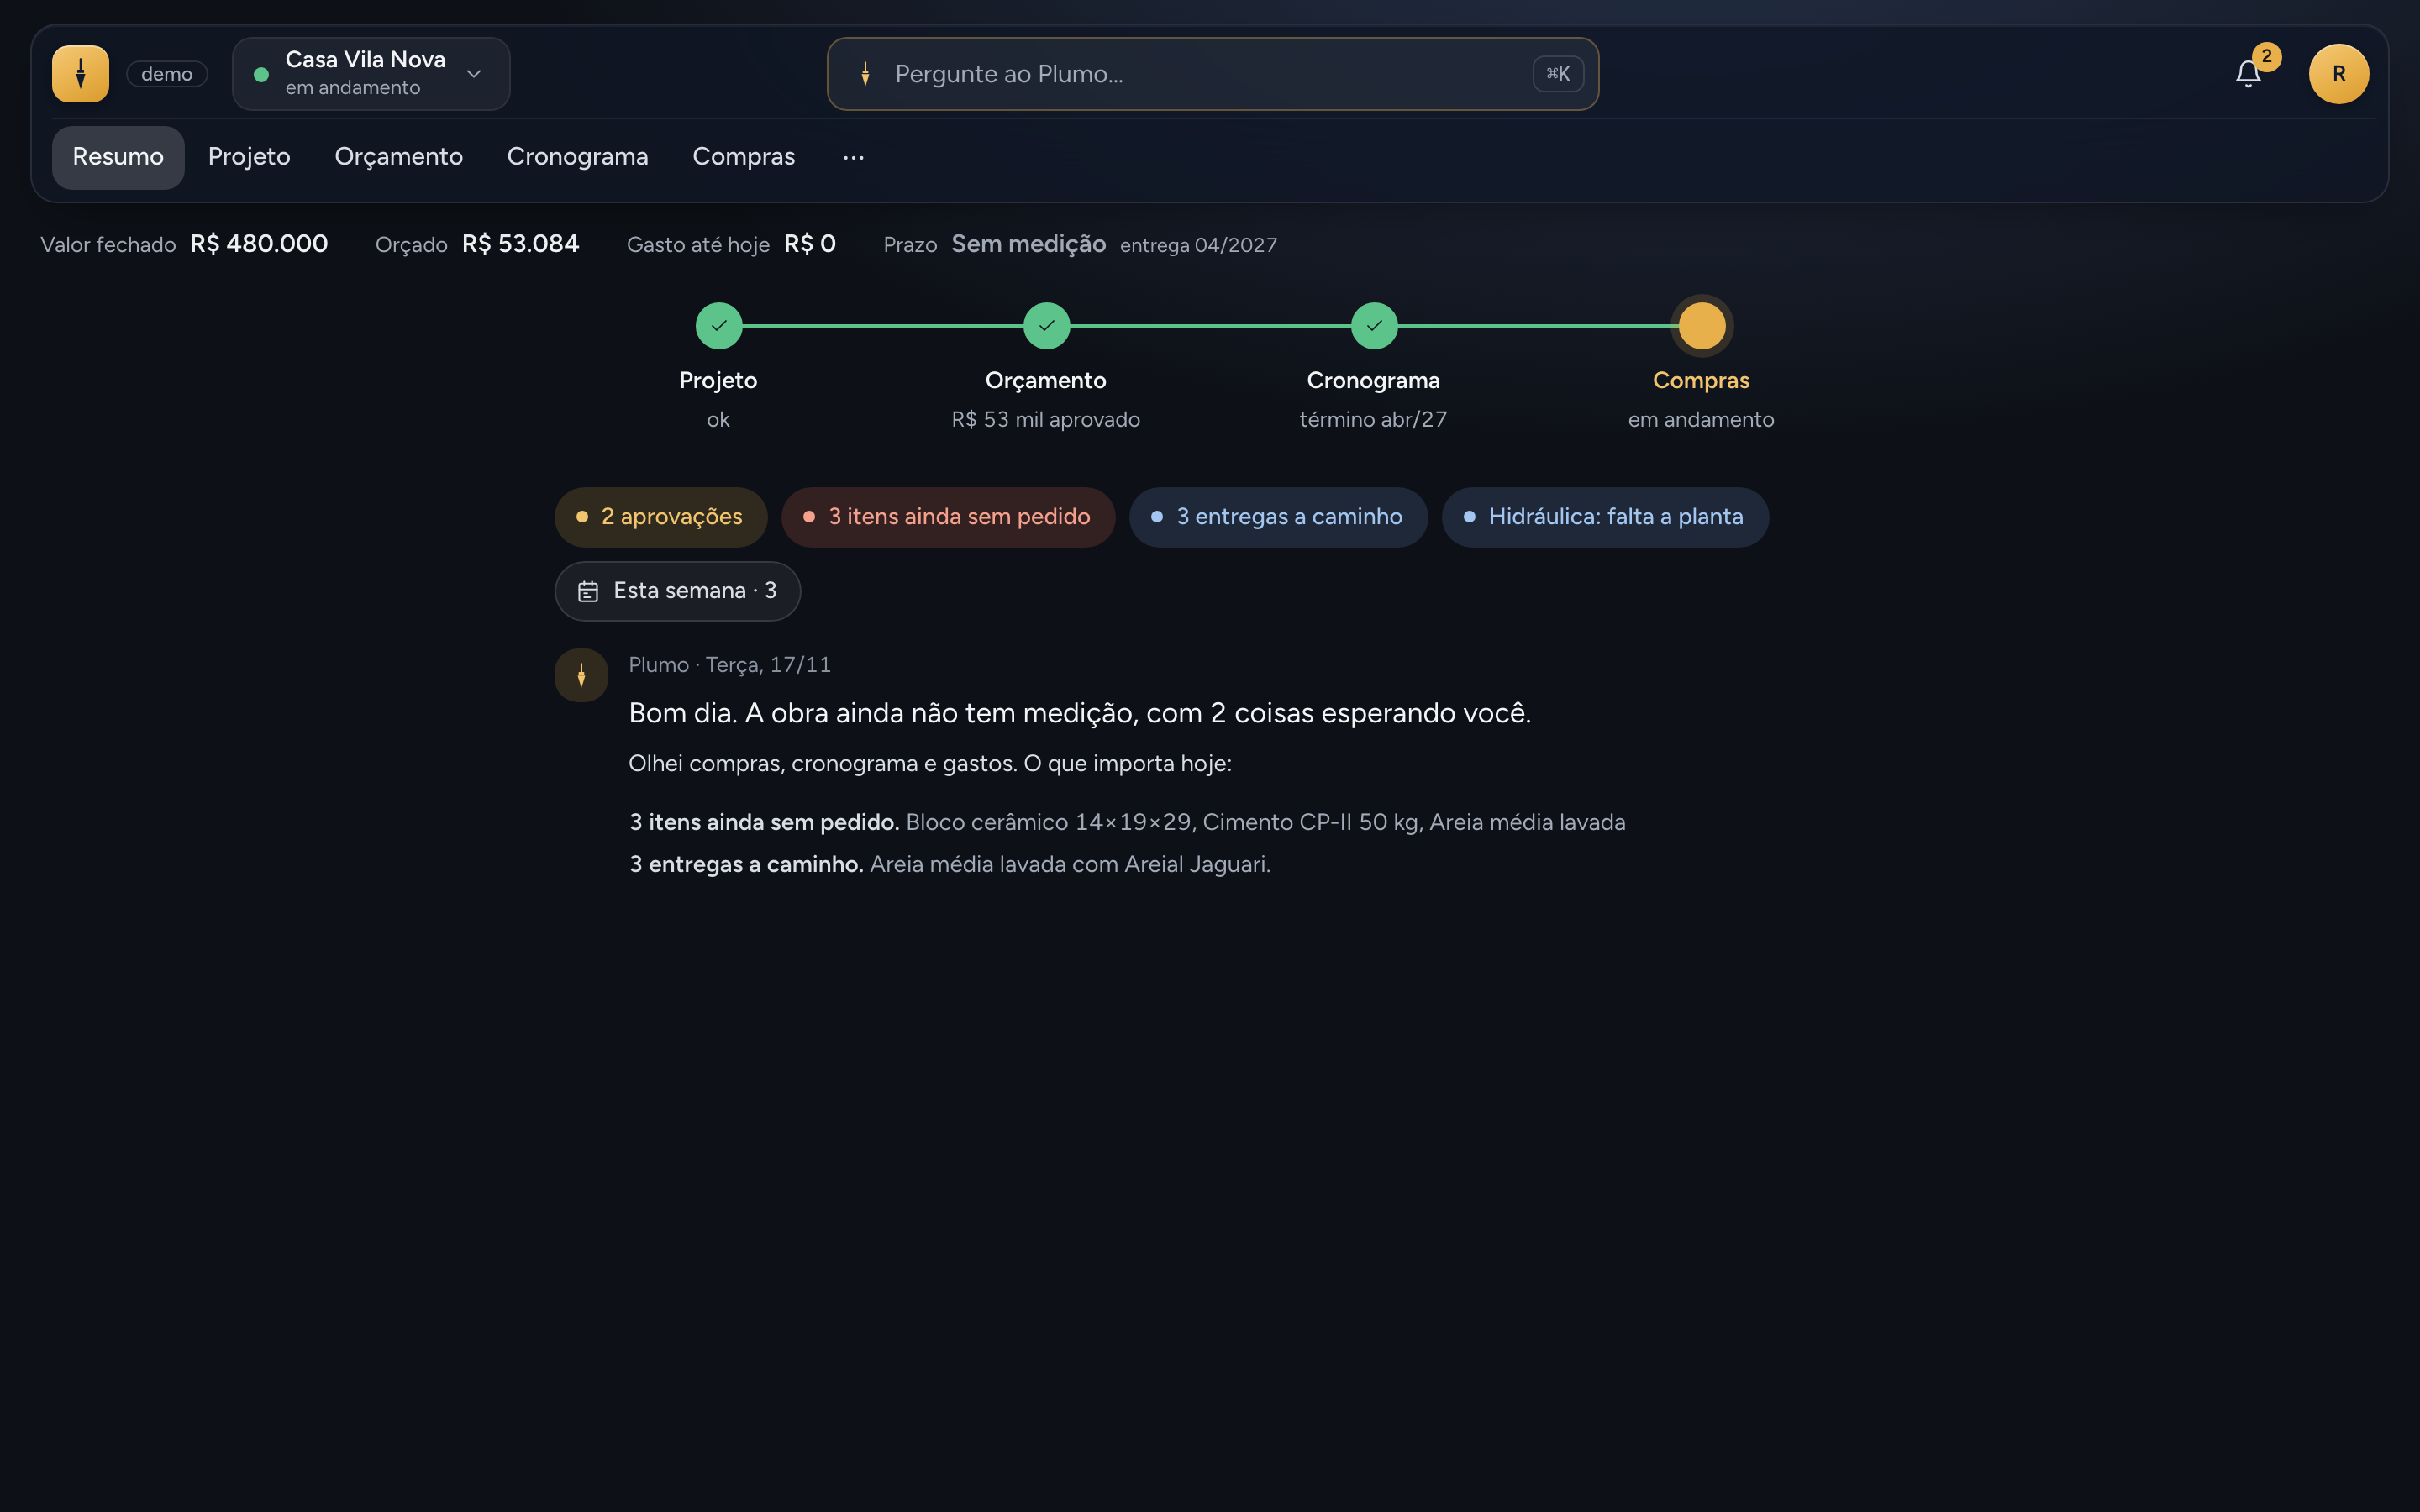 demo
Casa Vila Nova
em andamento
Pergunte ao Plumo...
⌘K
2
R
Resumo Projeto Orçamento Cronograma Compras ···
Valor fechado R$ 480.000 Orçado R$ 53.084 Gasto até hoje R$ 0 Prazo Sem medição entrega 04/2027
Projeto Orçamento Cronograma Compras
ok R$ 53 mil aprovado término abr/27 em andamento
2 aprovações 3 itens ainda sem pedido 3 entregas a caminho Hidráulica: falta a planta
Esta semana · 3
Plumo · Terça, 17/11
Bom dia. A obra ainda não tem medição, com 2 coisas esperando você.
Olhei compras, cronograma e gastos. O que importa hoje:
3 itens ainda sem pedido. Bloco cerâmico 14×19×29, Cimento CP-II 50 kg, Areia média lavada
3 entregas a caminho. Areia média lavada com Areial Jaguari.